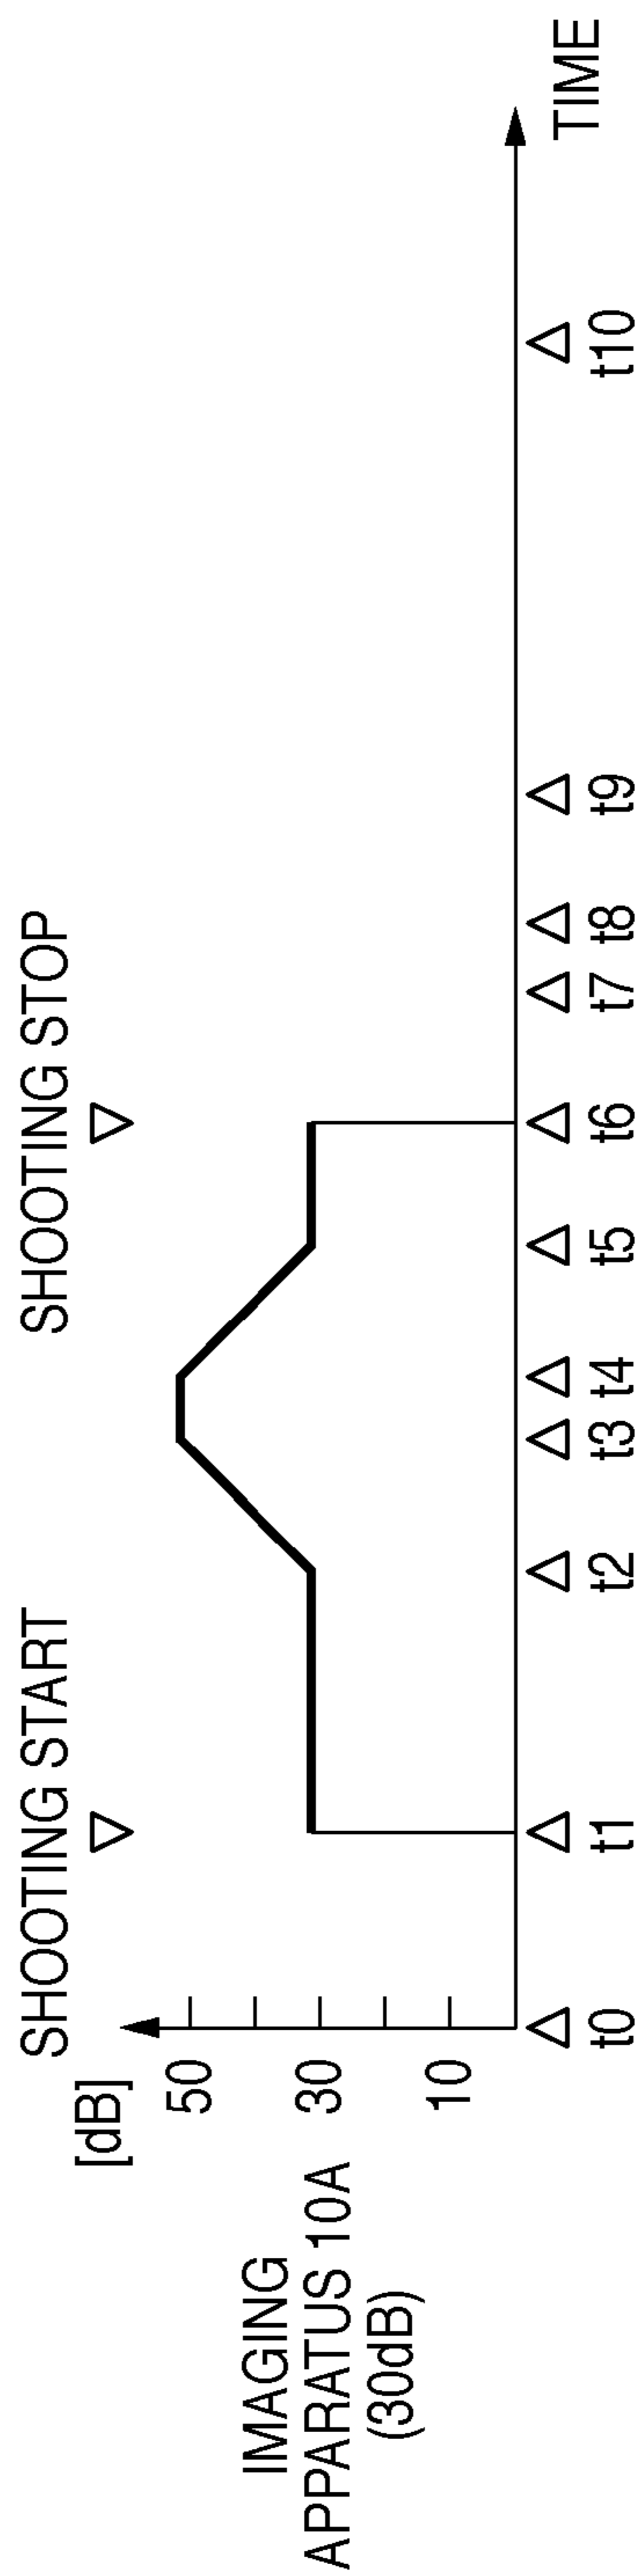 SHOOTING START
SHOOTING STOP
[dB]
50
30
10
IMAGING
APPARATUS 10A
(30dB)
t0
t1
t2
t3
t4
t5
t6
t7
t8
t9
t10
TIME